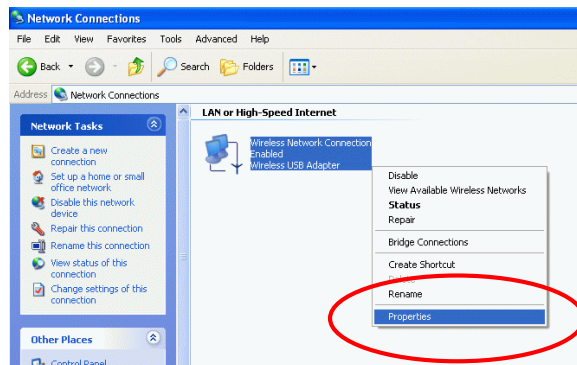 Network Connections
File Edit View Favorites Tools Advanced Help
Back Search Folders
Address Network Connections
Network Tasks
Create a new
connection
Set up a home or small
office network
Disable this network
device
Repair this connection
Rename this connection
View status of this
connection
Change settings of this
connection
Other Places
Control Panel
LAN or High-Speed Internet
Wireless Network Connection
Enabled
Wireless USB Adapter
Disable
View Available Wireless Networks
Status
Repair
Bridge Connections
Create Shortcut
Delete
Rename
Properties